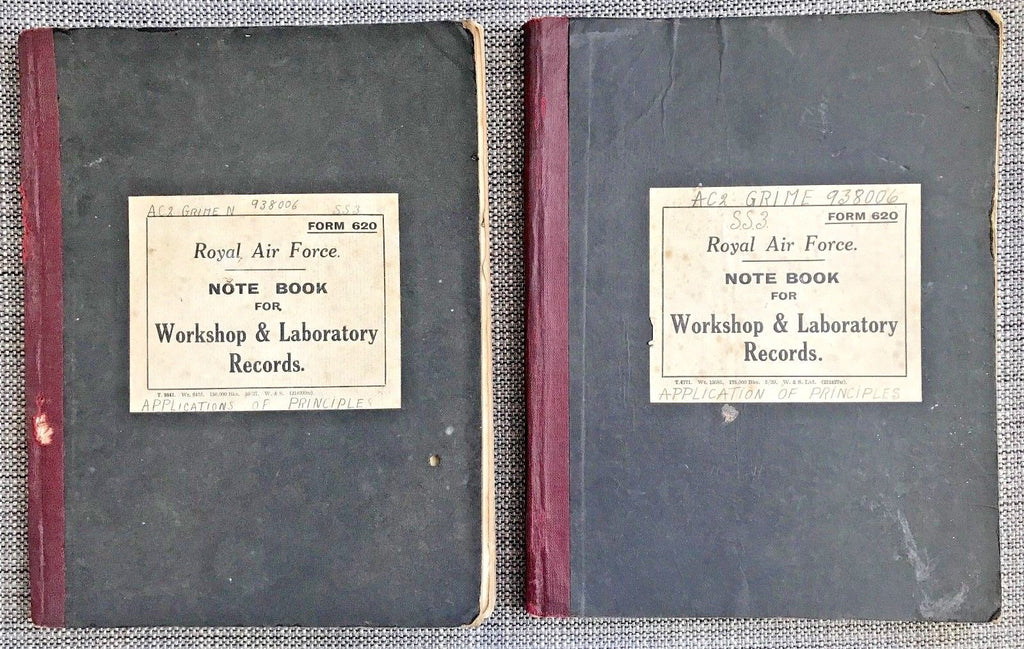 AC2 GRIME N 938006 SS3
FORM 620
Royal Air Force.
NOTE BOOK
FOR
Workshop & Laboratory
Records.
APPLICATIONS OF PRINCIPLES
AC2 GRIME 938006
S.S.3.
FORM 620
Royal Air Force.
NOTE BOOK
FOR
Workshop & Laboratory
Records.
APPLICATION OF PRINCIPLES